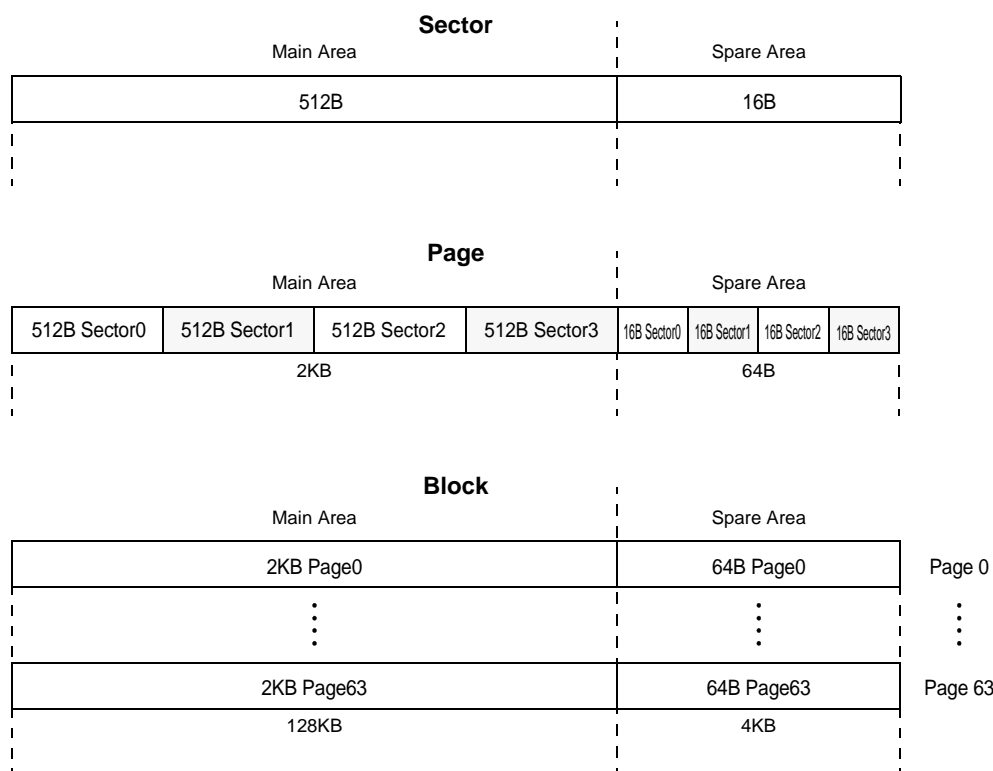 Sector
Main Area Spare Area
512B 16B
Page
Main Area Spare Area
512B Sector0 512B Sector1 512B Sector2 512B Sector3 16B Sector0 16B Sector1 16B Sector2 16B Sector3
2KB 64B
Block
Main Area Spare Area
2KB Page0 64B Page0 Page 0
2KB Page63 64B Page63 Page 63
128KB 4KB